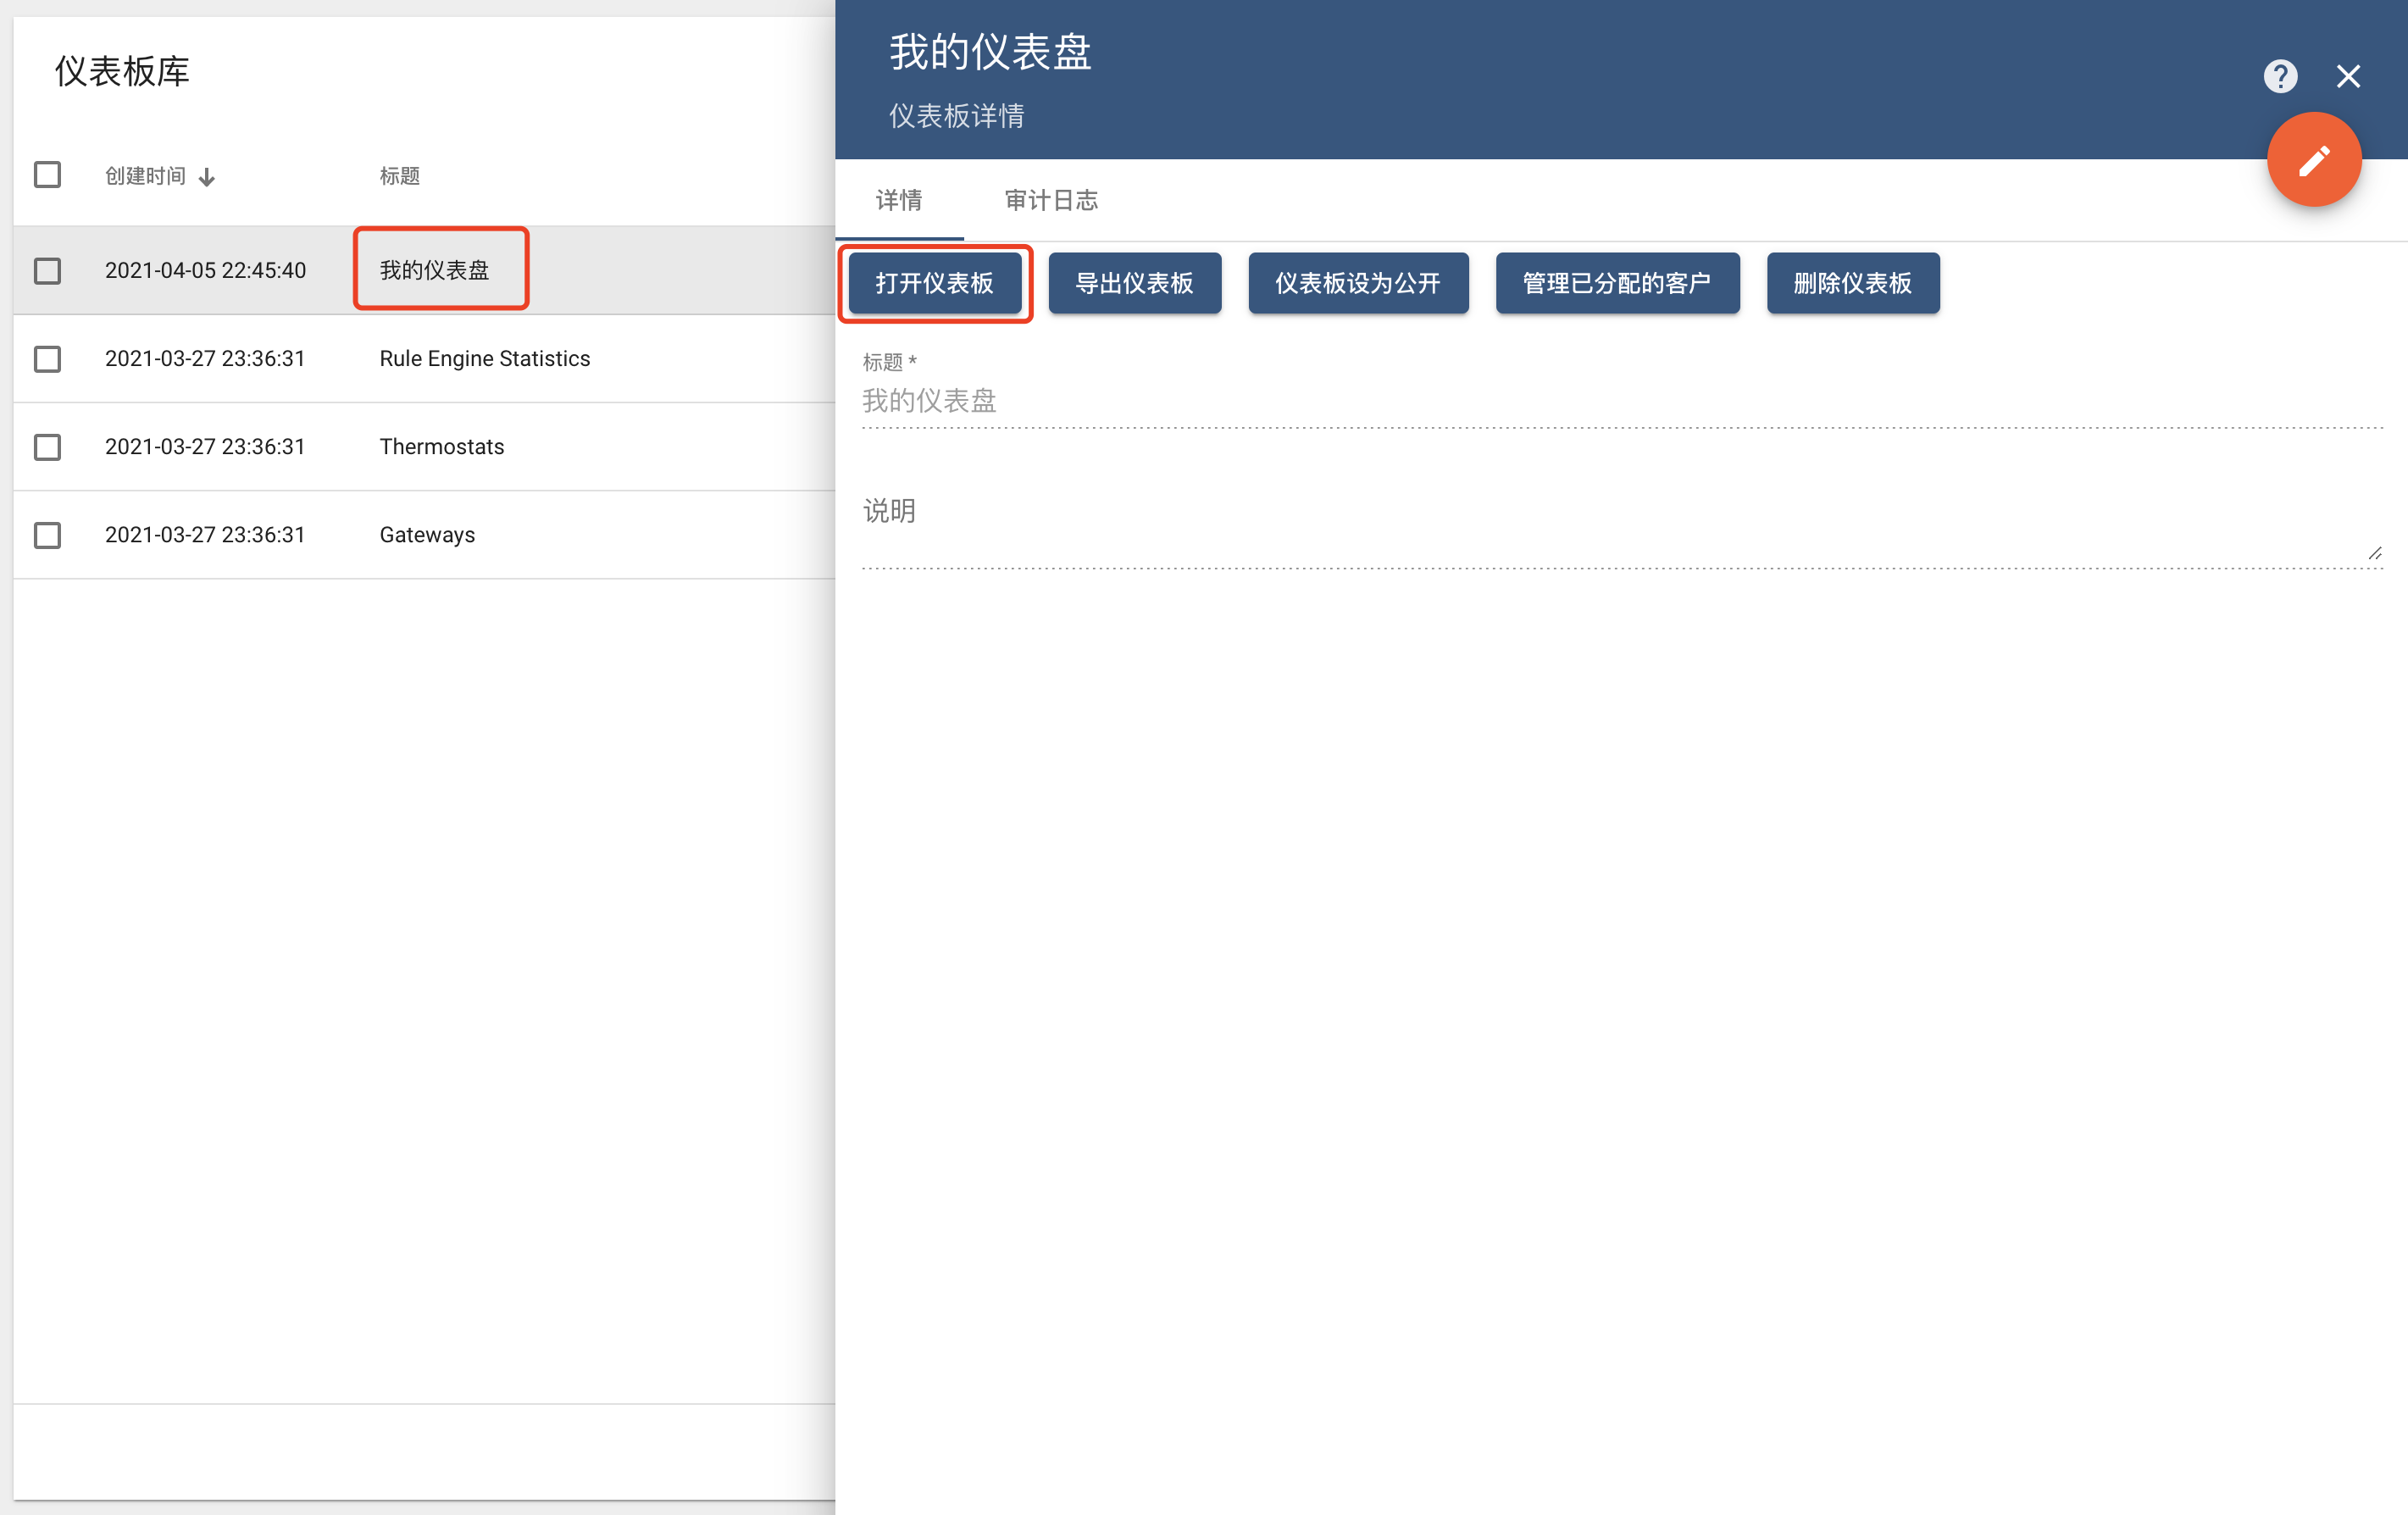 仪表板库
创建时间 标题
2021-04-05 22:45:40 我的仪表盘
2021-03-27 23:36:31 Rule Engine Statistics
2021-03-27 23:36:31 Thermostats
2021-03-27 23:36:31 Gateways
我的仪表盘
仪表板详情
详情 审计日志
打开仪表板 导出仪表板 仪表板设为公开 管理已分配的客户 删除仪表板
标题 *
我的仪表盘
说明